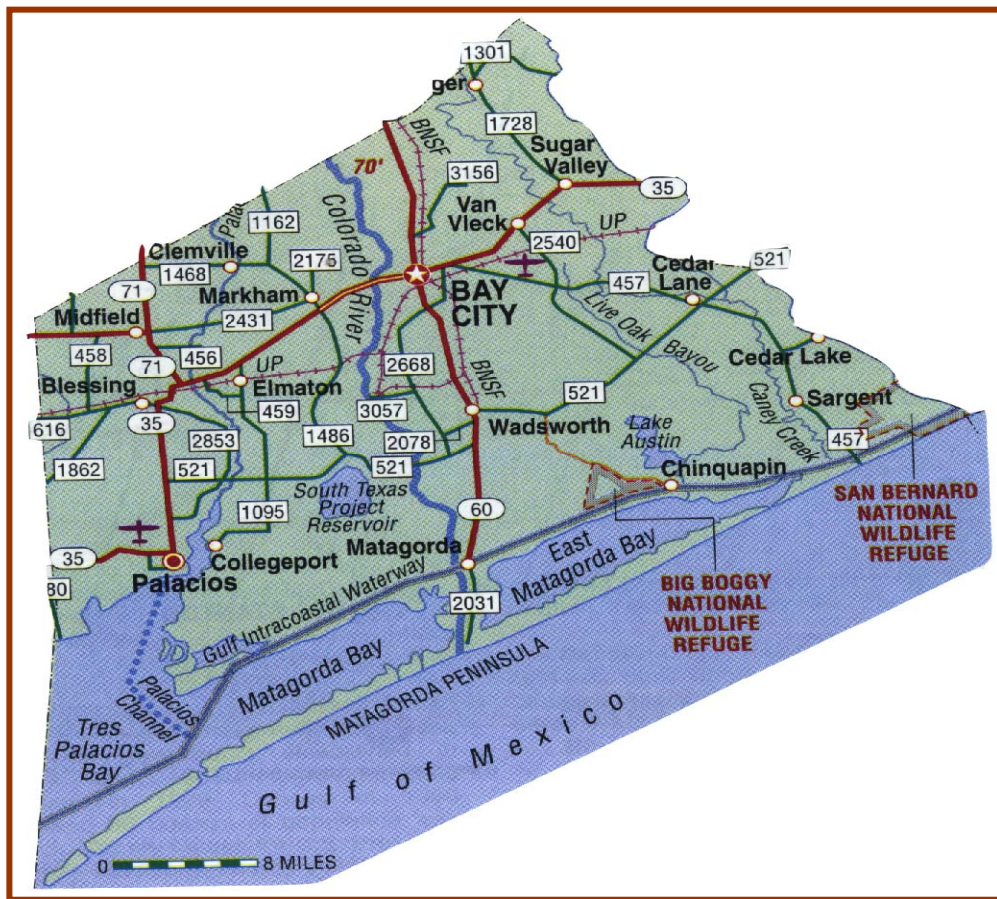 1301
ger
1728
Sugar
Valley
BNSF
70'
3156
35
Van
Vleck
UP
2540
1162
Colorado
River
Clemville
1468
2175
521
71
Markham
BAY
CITY
457
Cedar
Lane
Midfield
2431
Live Oak
Bayou
458
456
71
UP
2668
BNSF
Cedar Lake
Blessing
Elmaton
521
Caney Creek
Sargent
616
35
459
3057
Wadsworth
Lake
Austin
2853
1486
2078
457
1862
521
521
Chinquapin
South Texas
Project
Reservoir
SAN BERNARD
NATIONAL
WILDLIFE
REFUGE
1095
60
35
Collegeport
Matagorda
Palacios
East
Matagorda Bay
BIG BOGGY
NATIONAL
WILDLIFE
REFUGE
80
Gulf Intracoastal Waterway
2031
Matagorda Bay
MATAGORDA PENINSULA
Palacios
Channel
Tres
Palacios
Bay
Gulf of Mexico
0 8 MILES